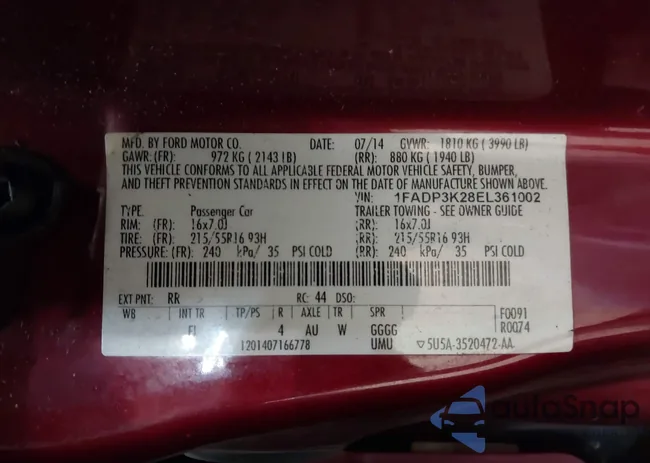 MFD. BY FORD MOTOR CO. DATE: 07/14 GVWR: 1810 KG ( 3990 LB)
GAWR: (FR): 972 KG ( 2143 LB) (RR): 880 KG ( 1940 LB)
THIS VEHICLE CONFORMS TO ALL APPLICABLE FEDERAL MOTOR VEHICLE SAFETY, BUMPER,
AND THEFT PREVENTION STANDARDS IN EFFECT ON THE DATE OF MANUFACTURE SHOWN ABOVE.
VIN: 1FADP3K28EL361002
TYPE: Passenger Car TRAILER TOWING - SEE OWNER GUIDE
RIM: (FR): 16x7.0J (RR): 16x7.0J
TIRE: (FR): 215/55R16 93H (RR): 215/55R16 93H
PRESSURE: (FR): 240 kPa/ 35 PSI COLD (RR): 240 kPa/ 35 PSI COLD
EXT PNT: RR RC: 44 DSO:
WB INT TR TP/PS R AXLE TR SPR F0091
FL 4 AU W GGGG R0074
1201407166778 UMU ▽ 5U5A-3520472-AA
autoSnap